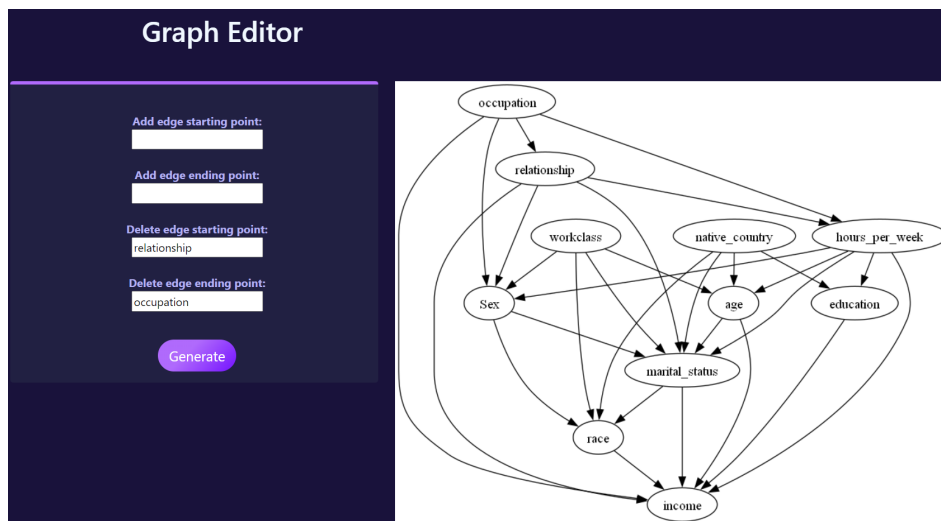 Graph Editor
Add edge starting point:
Add edge ending point:
Delete edge starting point:
relationship
Delete edge ending point:
occupation
Generate
occupation
relationship
workclass
native_country
hours_per_week
Sex
age
education
marital_status
race
income